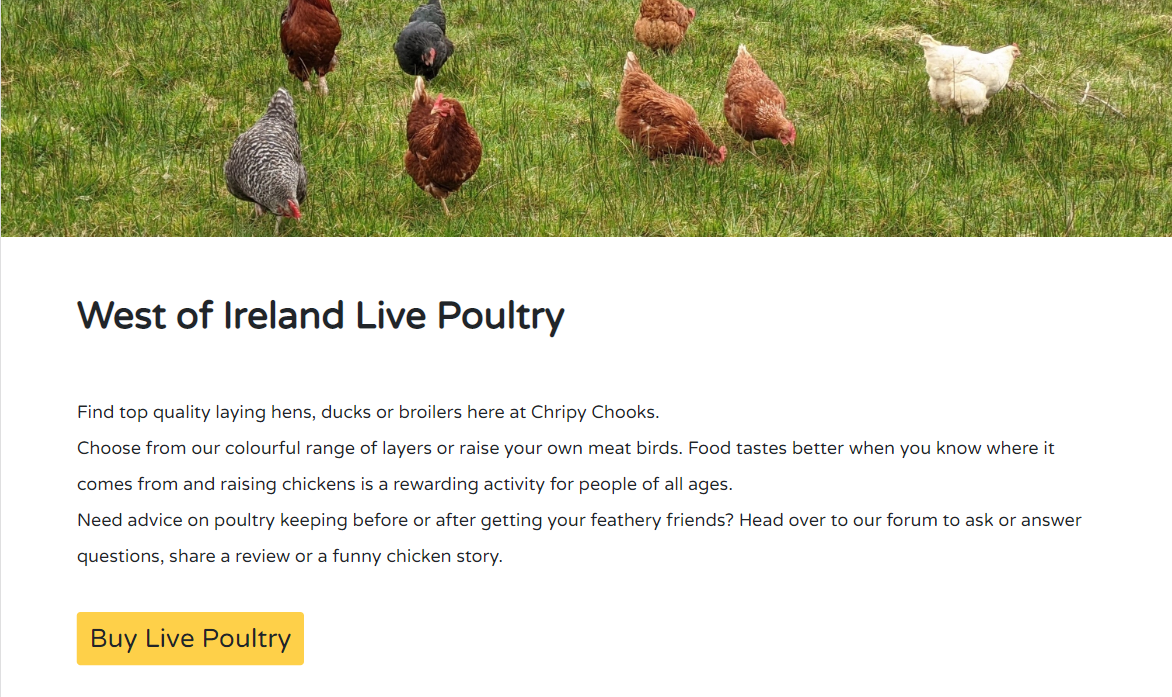 West of Ireland Live Poultry
Find top quality laying hens, ducks or broilers here at Chripy Chooks.
Choose from our colourful range of layers or raise your own meat birds. Food tastes better when you know where it
comes from and raising chickens is a rewarding activity for people of all ages.
Need advice on poultry keeping before or after getting your feathery friends? Head over to our forum to ask or answer
questions, share a review or a funny chicken story.
Buy Live Poultry